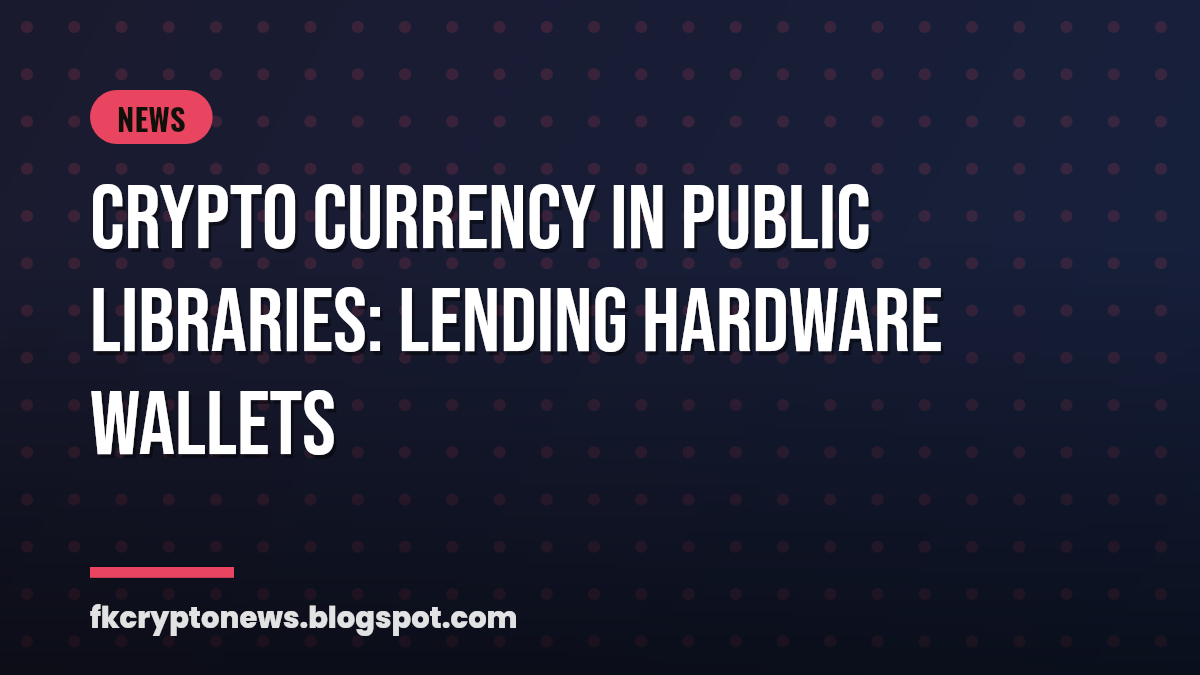 NEWS
CRYPTO CURRENCY IN PUBLIC
LIBRARIES: LENDING HARDWARE
WALLETS
fkcryptonews.blogspot.com